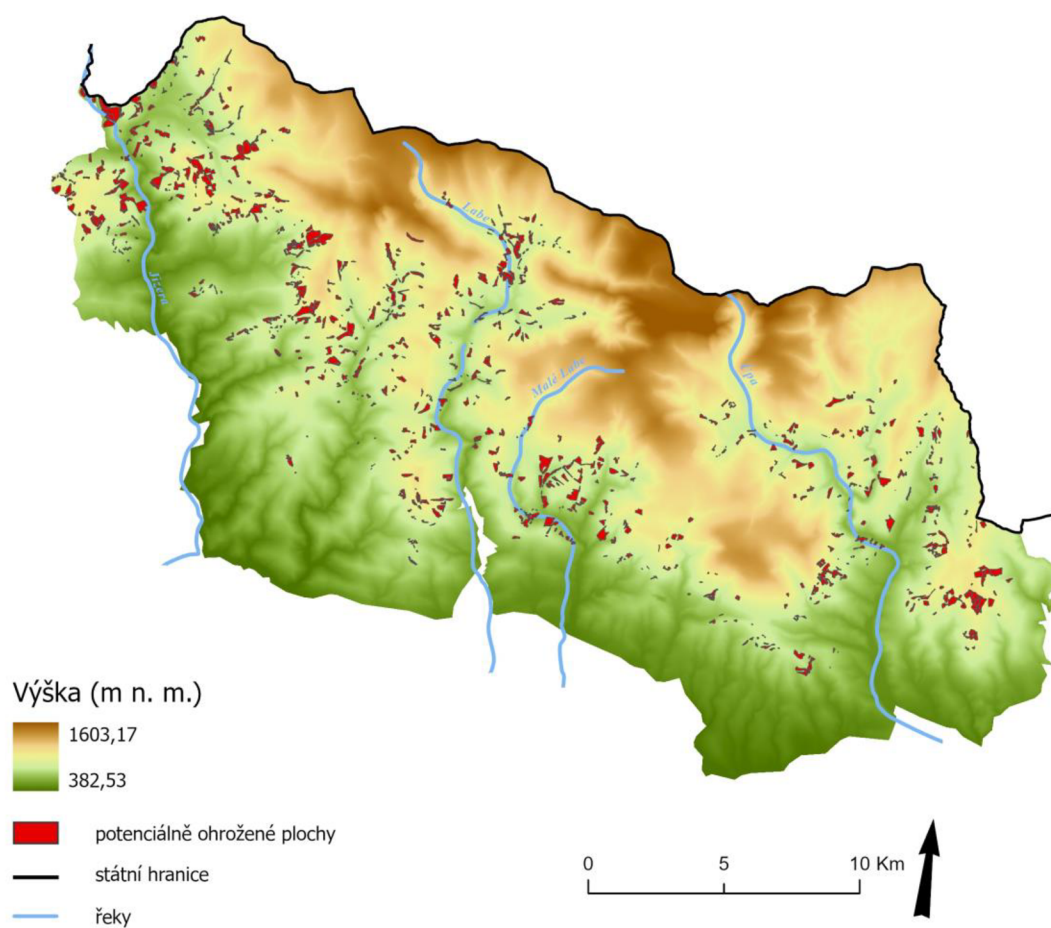 Labe
Jizera
Malé Labe
Úpa
Výška (m n. m.)
1603,17
382,53
potenciálně ohrožené plochy
státní hranice
řeky
0
5
10 Km